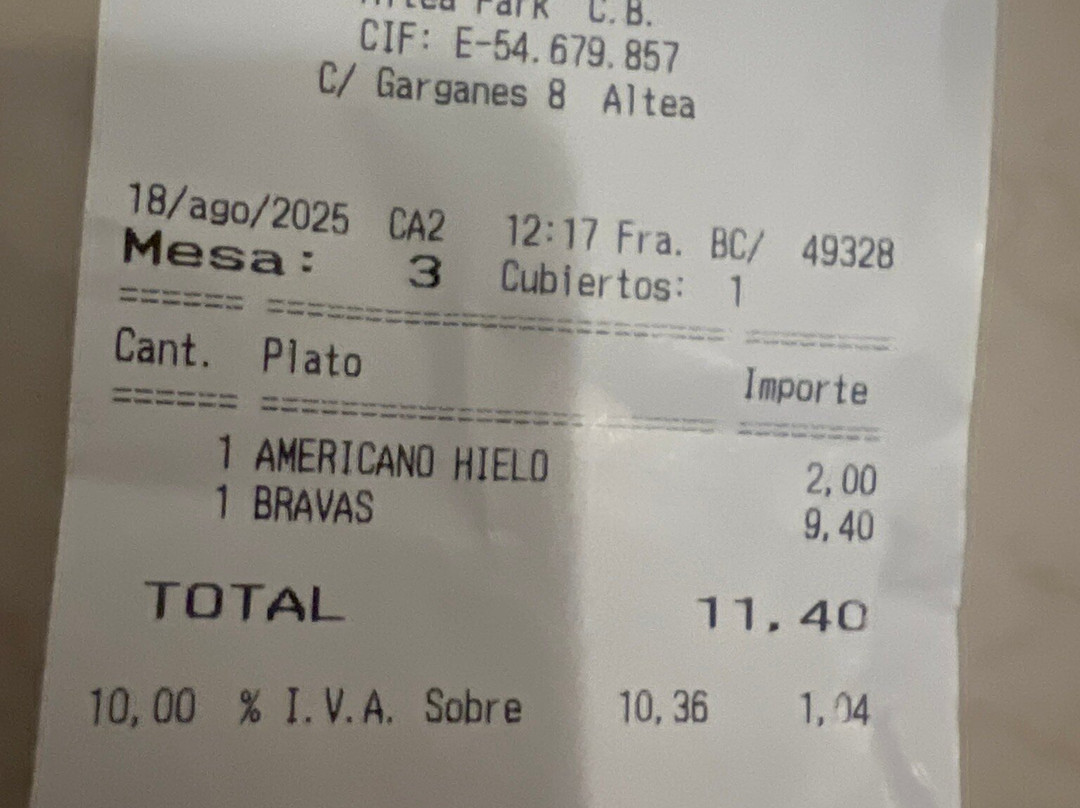 Altea Park C.B.
CIF: E-54.679.857
C/ Garganes 8 Altea
18/ago/2025 CA2 12:17 Fra. BC/ 49328
Mesa: 3 Cubiertos: 1
====== ======================== ========
Cant. Plato Importe
====== ======================== ========
1 AMERICANO HIELO 2,00
1 BRAVAS 9,40
TOTAL 11.40
10,00 % I.V.A. Sobre 10,36 1,04